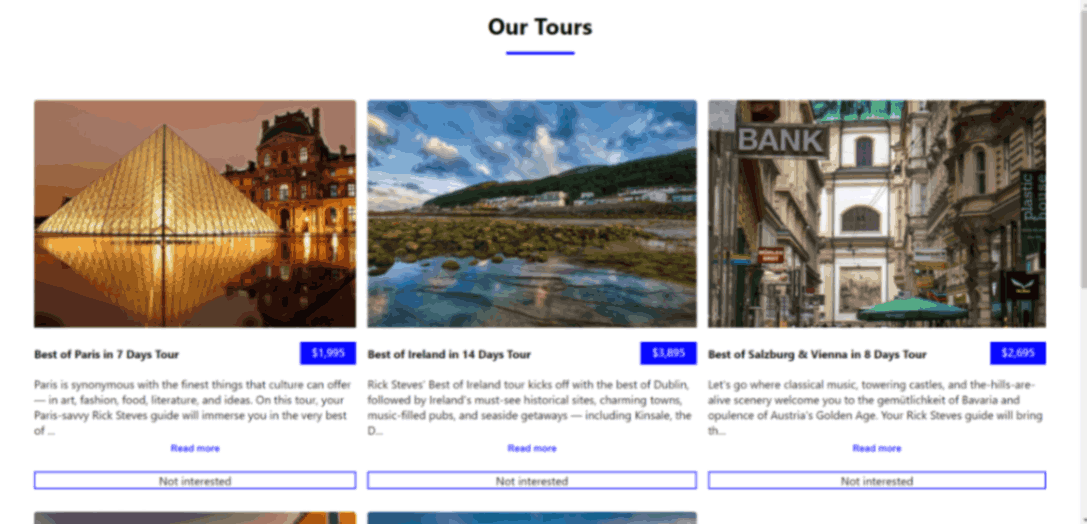 Our Tours
BANK
plastic
house
Best of Paris in 7 Days Tour
$1,995
Paris is synonymous with the finest things that culture can offer
— in art, fashion, food, literature, and ideas. On this tour, your
Paris-savvy Rick Steves guide will immerse you in the very best
of ...
Read more
Not interested
Best of Ireland in 14 Days Tour
$3,895
Rick Steves' Best of Ireland tour kicks off with the best of Dublin,
followed by Ireland's must-see historical sites, charming towns,
music-filled pubs, and seaside getaways — including Kinsale, the
D...
Read more
Not interested
Best of Salzburg & Vienna in 8 Days Tour
$2,695
Let's go where classical music, towering castles, and the-hills-are-
alive scenery welcome you to the gemütlichkeit of Bavaria and
opulence of Austria's Golden Age. Your Rick Steves guide will bring
th...
Read more
Not interested